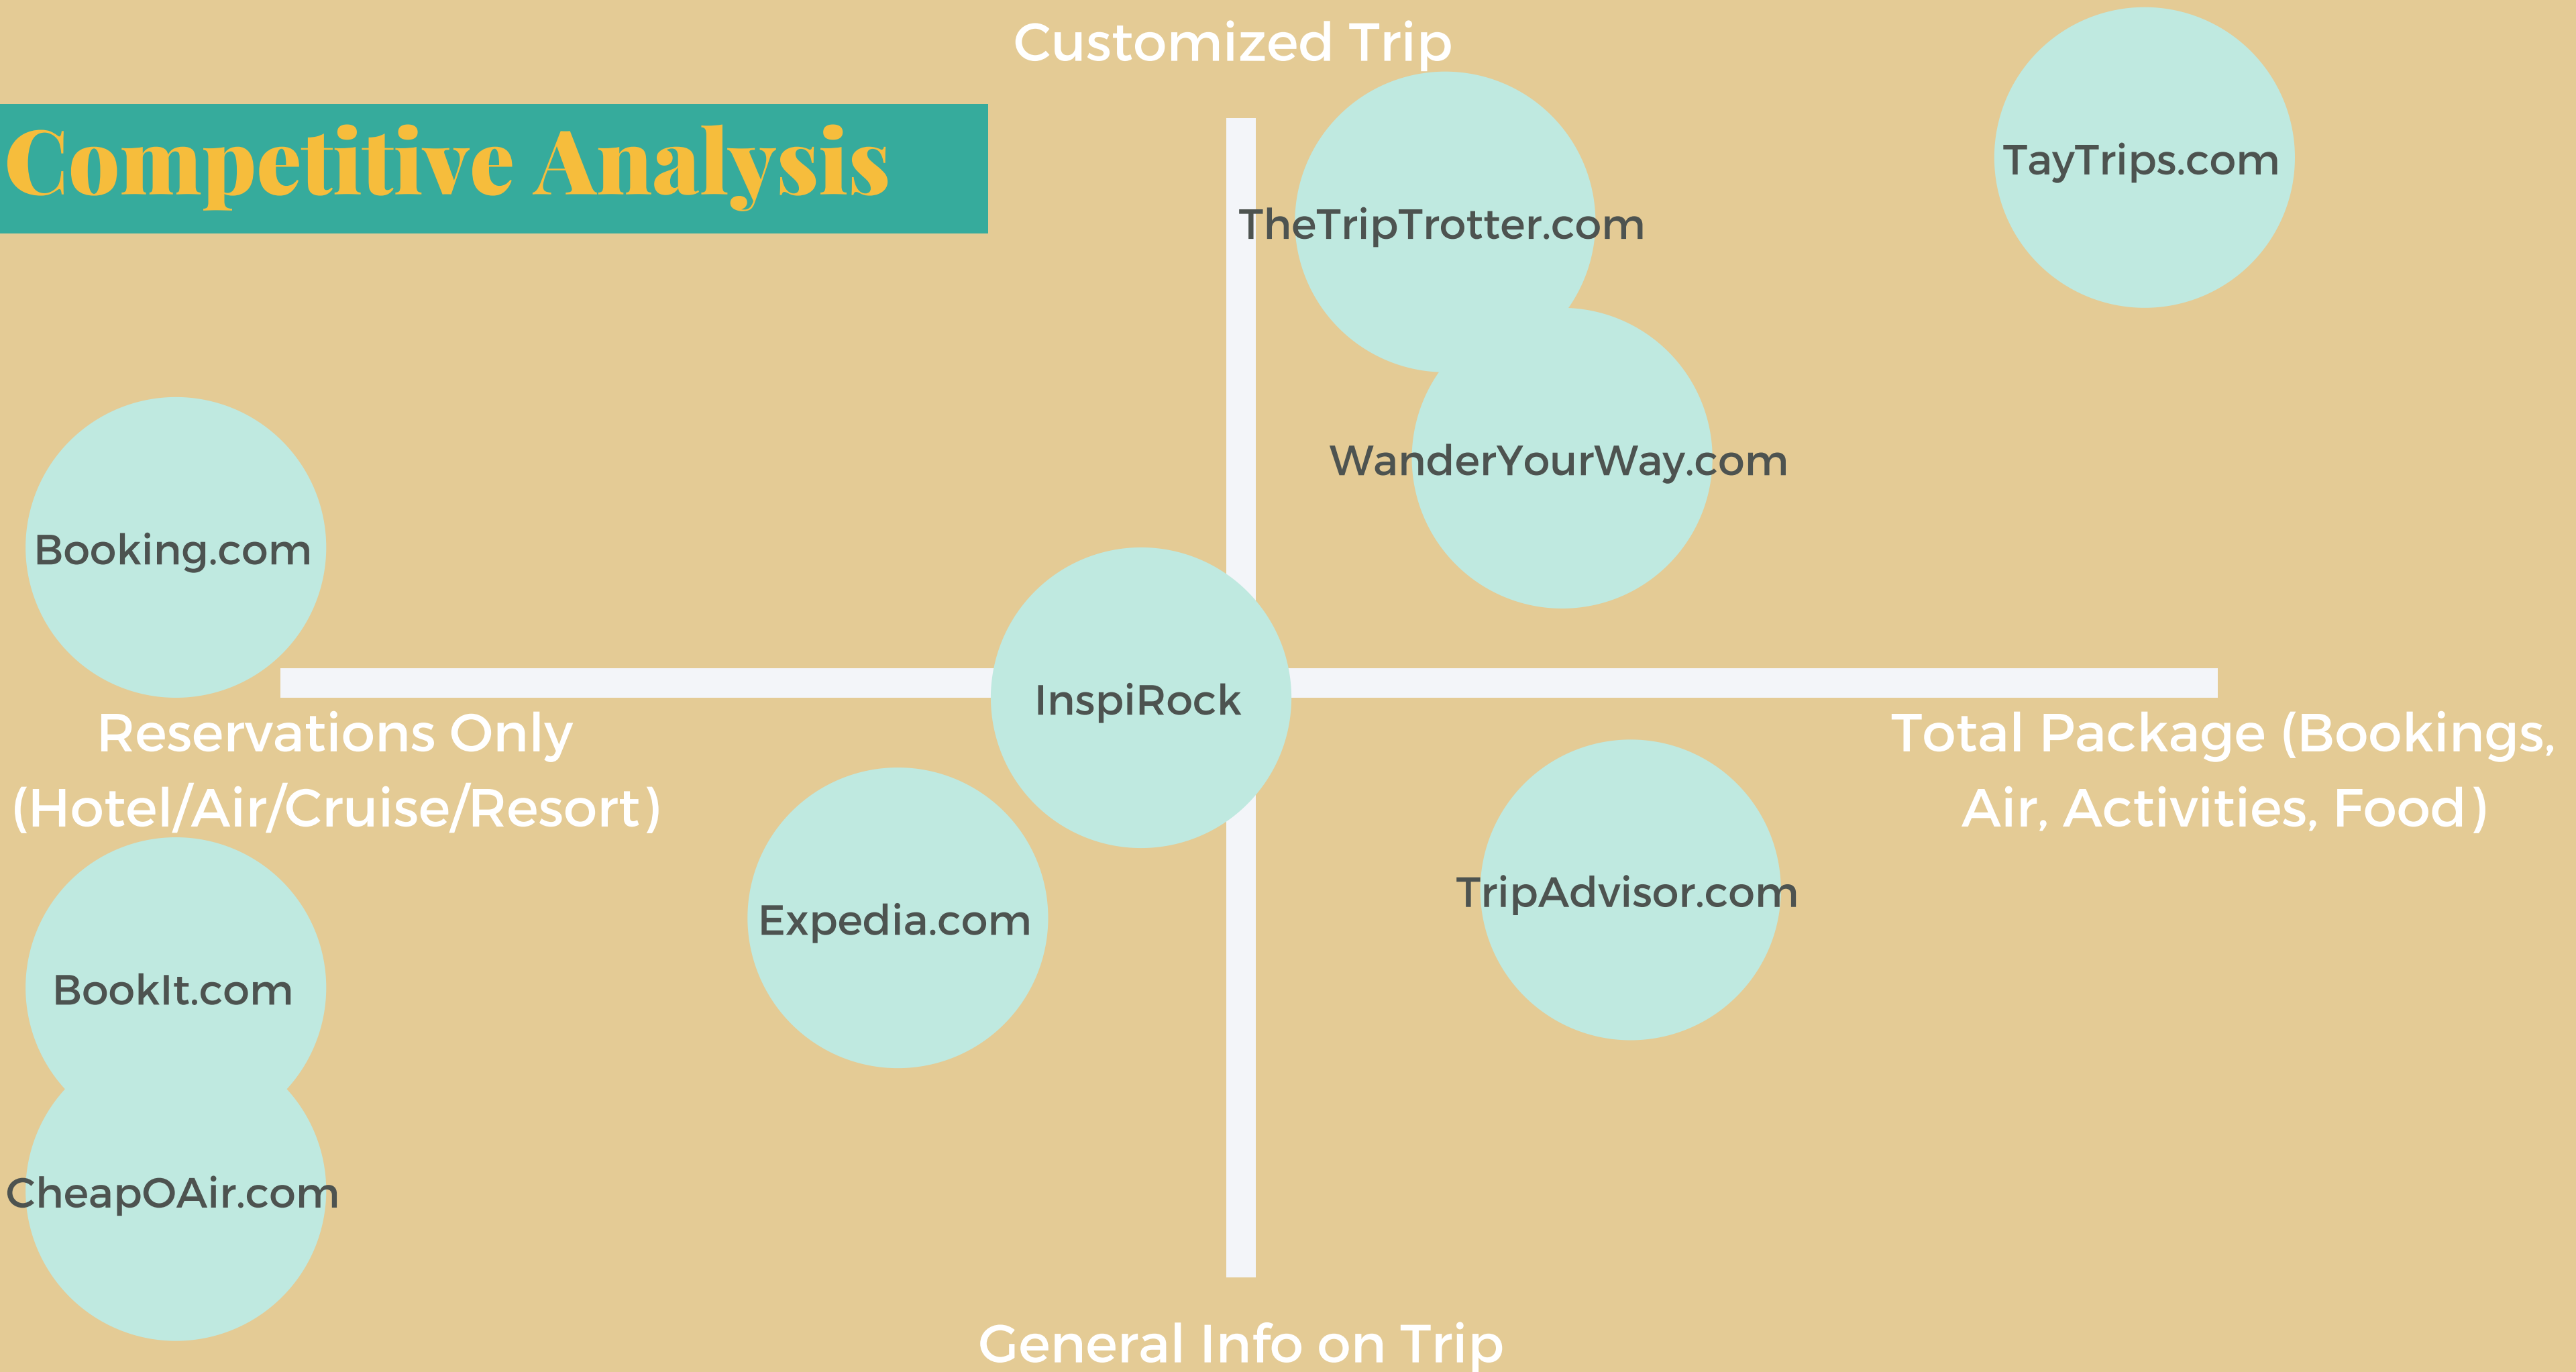 Customized Trip
Competitive Analysis
TayTrips.com
TheTripTrotter.com
WanderYourWay.com
Booking.com
InspiRock
Reservations Only
(Hotel/Air/Cruise/Resort)
Total Package (Bookings,
Air, Activities, Food)
TripAdvisor.com
Expedia.com
BookIt.com
CheapOAir.com
General Info on Trip